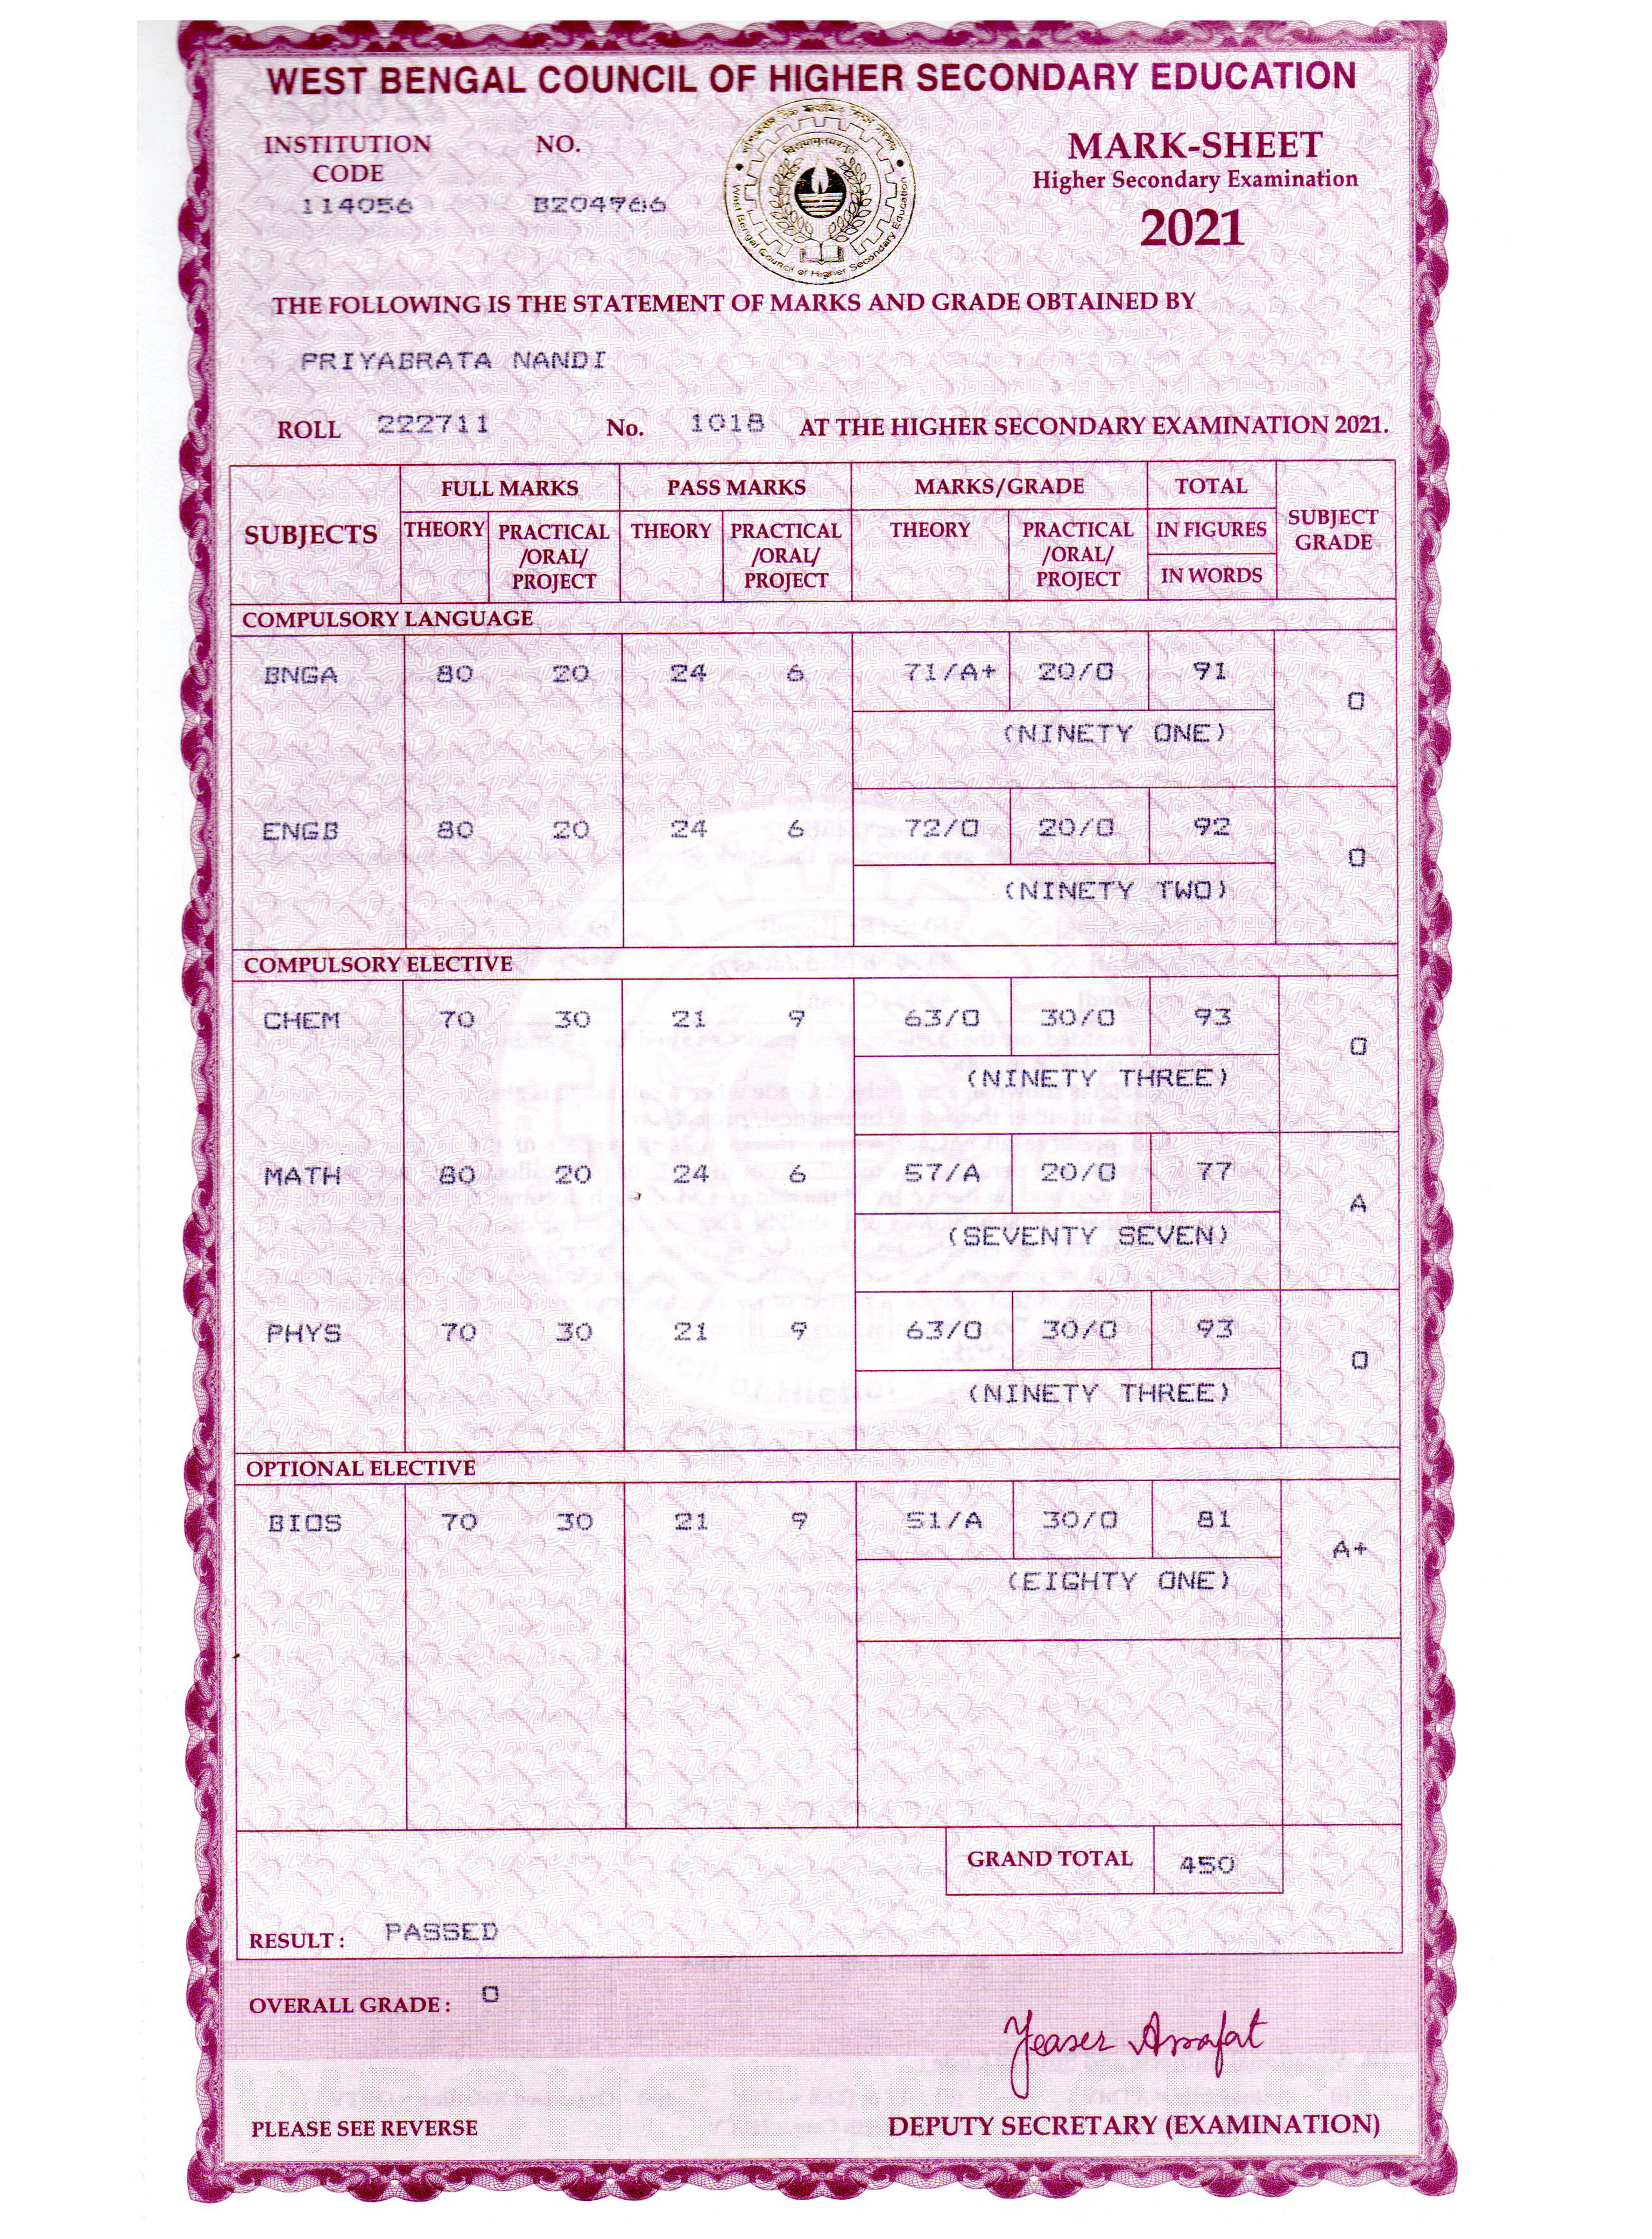 WEST BENGAL COUNCIL OF HIGHER SECONDARY EDUCATION
INSTITUTION CODE
114056
NO.
BZ04766
West Bengal Council of Higher Secondary Education
MARK-SHEET
Higher Secondary Examination
2021
THE FOLLOWING IS THE STATEMENT OF MARKS AND GRADE OBTAINED BY
PRIYABRATA NANDI
ROLL 222711 No. 1018 AT THE HIGHER SECONDARY EXAMINATION 2021.
SUBJECTS FULL MARKS PASS MARKS MARKS/GRADE TOTAL SUBJECT GRADE
THEORY PRACTICAL /ORAL/ PROJECT THEORY PRACTICAL /ORAL/ PROJECT THEORY PRACTICAL /ORAL/ PROJECT IN FIGURES
IN WORDS
COMPULSORY LANGUAGE
BNGA 80 20 24 6 71/A+ 20/O 91 O
(NINETY ONE)
ENGB 80 20 24 6 72/O 20/O 92 O
(NINETY TWO)
COMPULSORY ELECTIVE
CHEM 70 30 21 9 63/O 30/O 93 O
(NINETY THREE)
MATH 80 20 24 6 57/A 20/O 77 A
(SEVENTY SEVEN)
PHYS 70 30 21 9 63/O 30/O 93 O
(NINETY THREE)
OPTIONAL ELECTIVE
BIOS 70 30 21 9 51/A 30/O 81 A+
(EIGHTY ONE)
GRAND TOTAL 450
RESULT : PASSED
OVERALL GRADE : O
Yeaser Arrafat
PLEASE SEE REVERSE
DEPUTY SECRETARY (EXAMINATION)